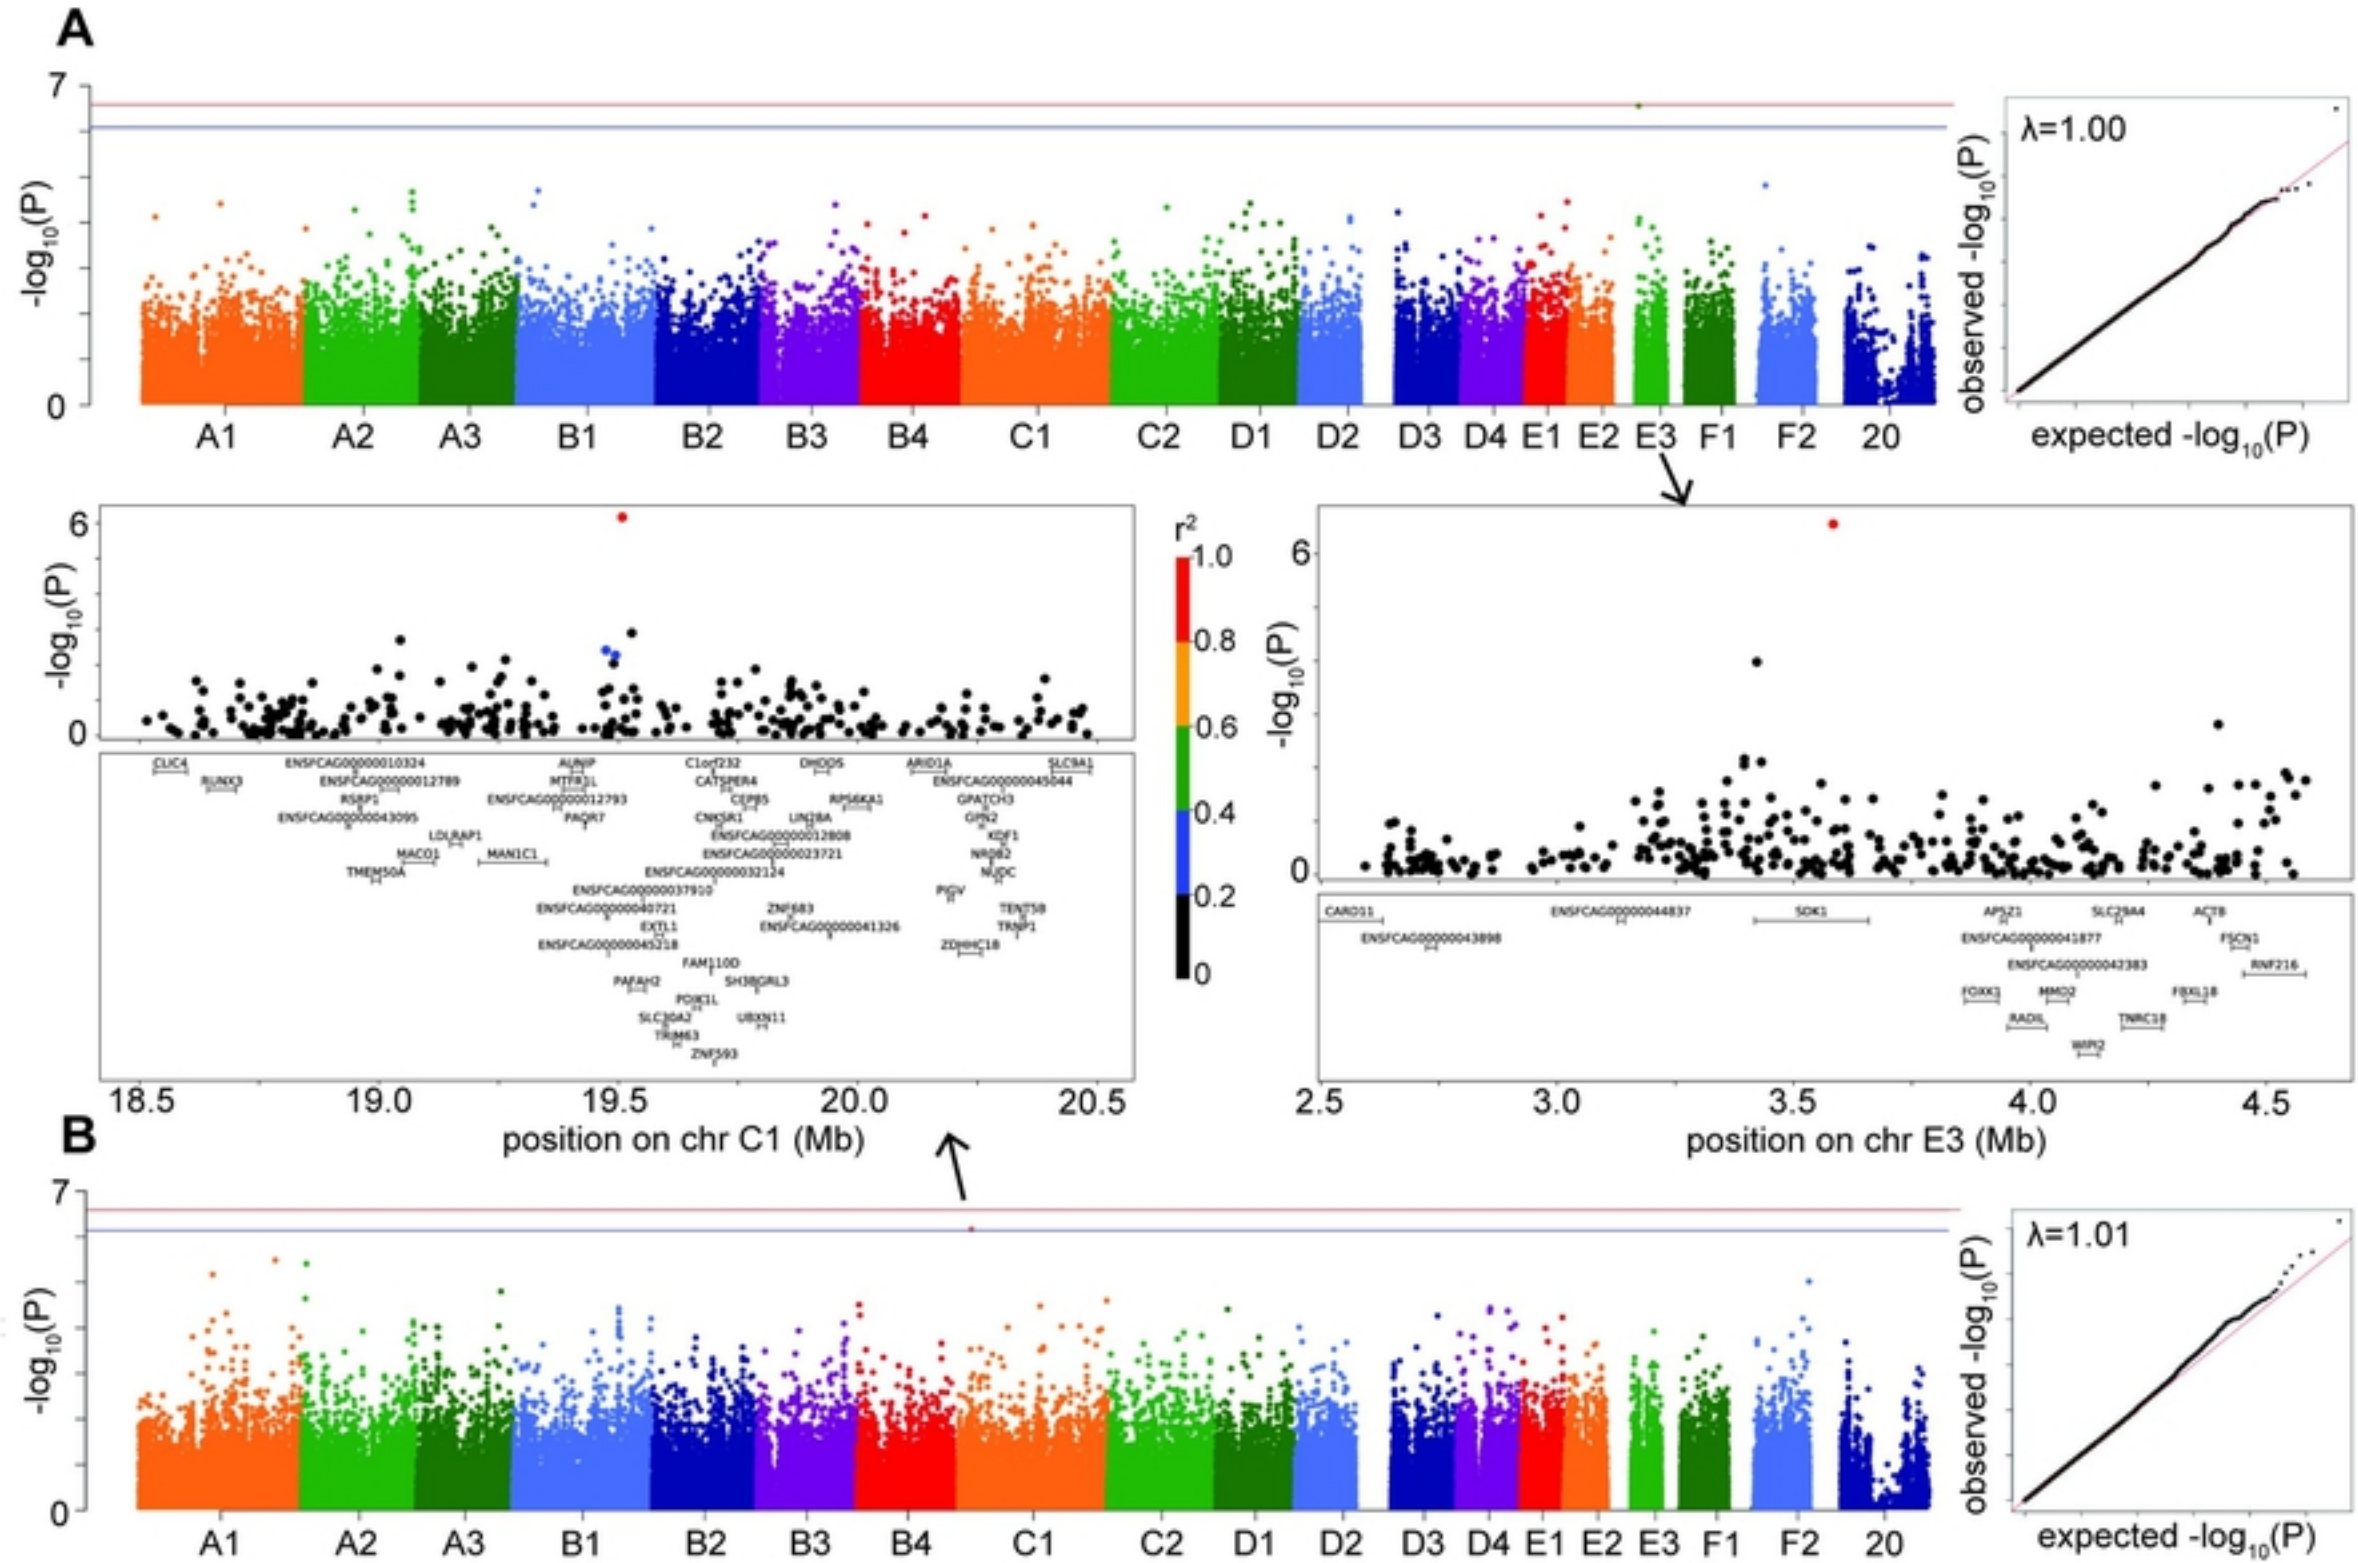 A
7
0
-log10(P)
A1 A2 A3 B1 B2 B3 B4 C1 C2 D1 D2 D3 D4 E1 E2 E3 F1 F2 20
λ=1.00
observed -log10(P)
expected -log10(P)
6
0
-log10(P)
CLIC4 ENSFCAG00000010324 AUNIP C1orf232 DHDDS ARID1A SLC9A1
RUNX3 ENSFCAG00000012789 MTFR1L CATSPER4 ENSFCAG00000045044
RSRP1 ENSFCAG00000012793 CEP85 RPS6KA1 GPATCH3
ENSFCAG00000043095 PAQR7 CNKSR1 LIN28A GPN2
LDLRAP1 ENSFCAG00000012808 KDF1
MACO1 MAN1C1 ENSFCAG00000023721 NR0B2
TMEM50A ENSFCAG00000032124 NUDC
ENSFCAG00000037910 PIGV
ENSFCAG00000040721 ZNF683 TENT5B
EXTL1 ENSFCAG00000041326 TRNP1
ENSFCAG00000045218 ZDHHC18
FAM110D
PAFAH2 SH3BGRL3
PDIK1L
SLC30A2 UBXN11
TRIM63
ZNF593
18.5 19.0 19.5 20.0 20.5
position on chr C1 (Mb)
r2
1.0
0.8
0.6
0.4
0.2
0
6
0
-log10(P)
CARD11 ENSFCAG00000044837 SDK1 AP5Z1 SLC29A4 ACTB
ENSFCAG00000043898 ENSFCAG00000041877 FSCN1
ENSFCAG00000042383 RNF216
FOXK1 MMD2 FBXL18
RADIL TNRC18
WIPI2
2.5 3.0 3.5 4.0 4.5
position on chr E3 (Mb)
B
7
0
-log10(P)
A1 A2 A3 B1 B2 B3 B4 C1 C2 D1 D2 D3 D4 E1 E2 E3 F1 F2 20
λ=1.01
observed -log10(P)
expected -log10(P)